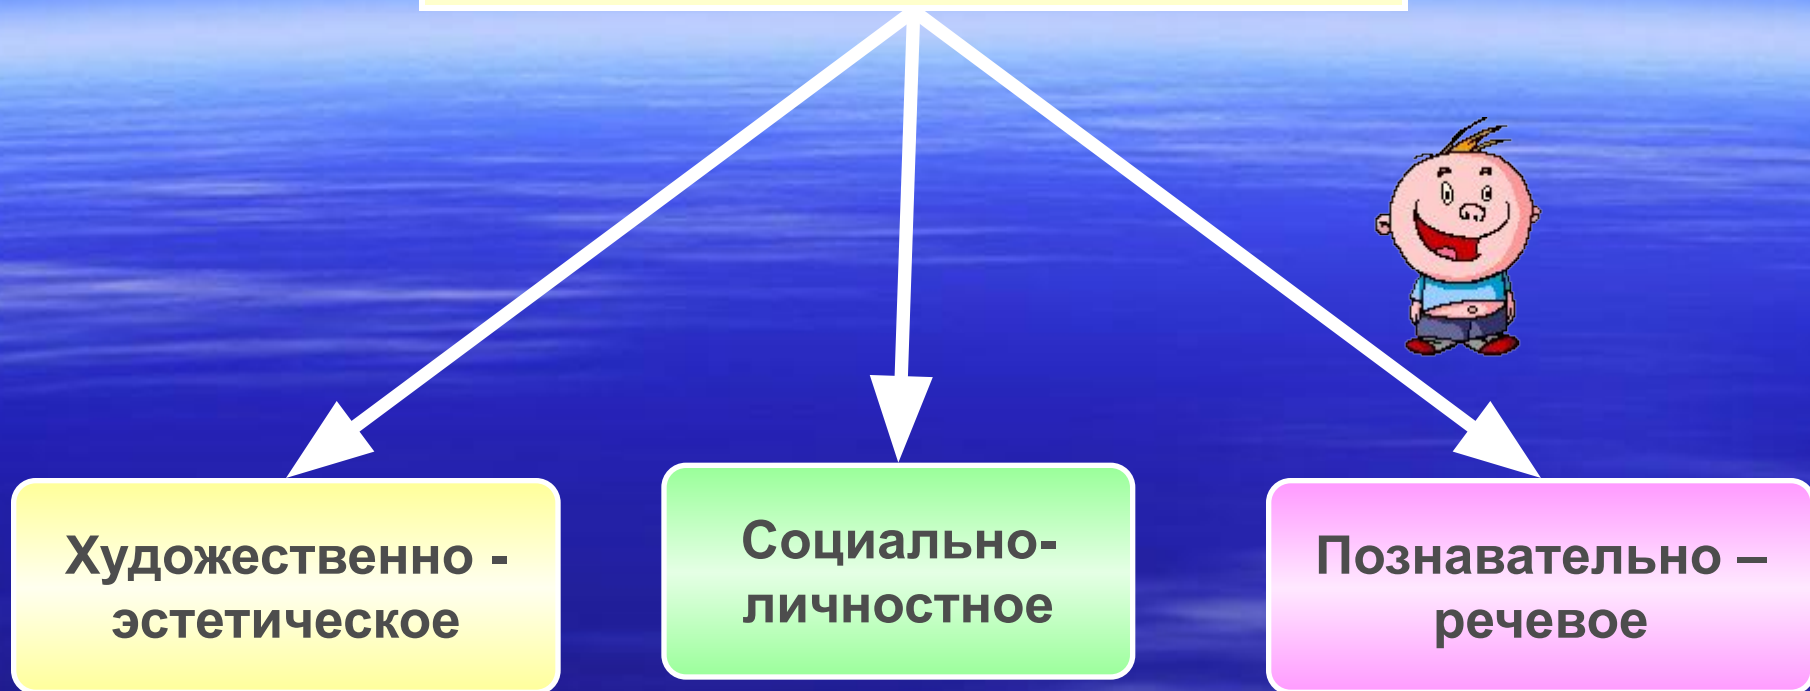 Художественно -
эстетическое
Социально-
личностное
Познавательно –
речевое